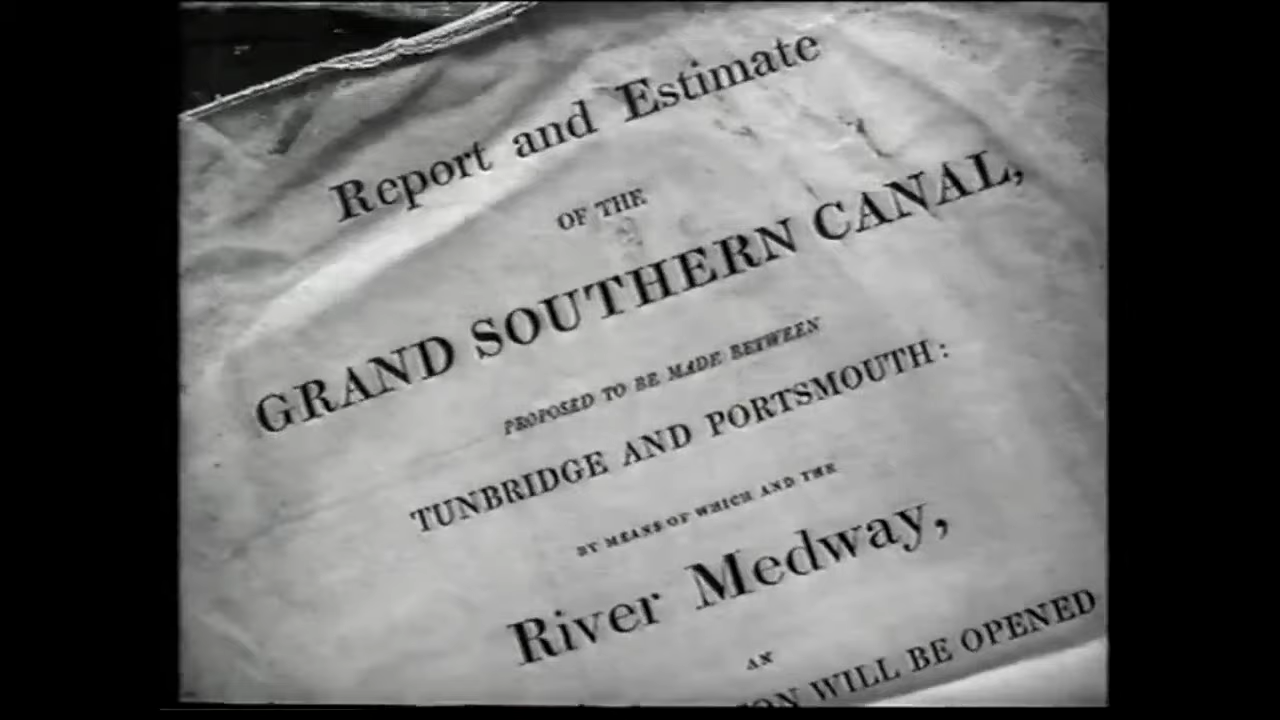 Report and Estimate
OF THE
GRAND SOUTHERN CANAL,
PROPOSED TO BE MADE BETWEEN
TUNBRIDGE AND PORTSMOUTH:
BY MEANS OF WHICH AND THE
River Medway,
AN
WILL BE OPENED